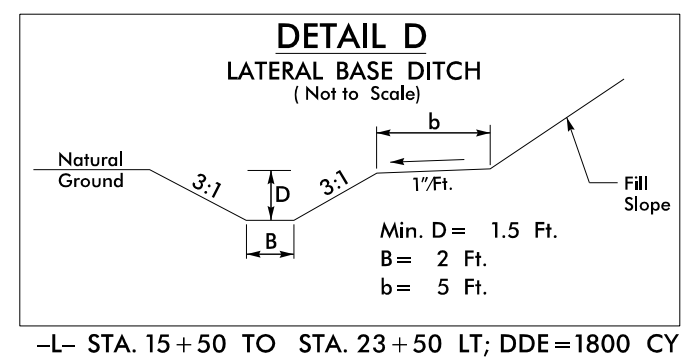 DETAIL D
LATERAL BASE DITCH
( Not to Scale)
b
Natural
Ground
3:1
D
3:1
1"/Ft.
Fill
Slope
B
Min. D = 1.5 Ft.
B = 2 Ft.
b = 5 Ft.
–L– STA. 15+50 TO STA. 23+50 LT; DDE=1800 CY